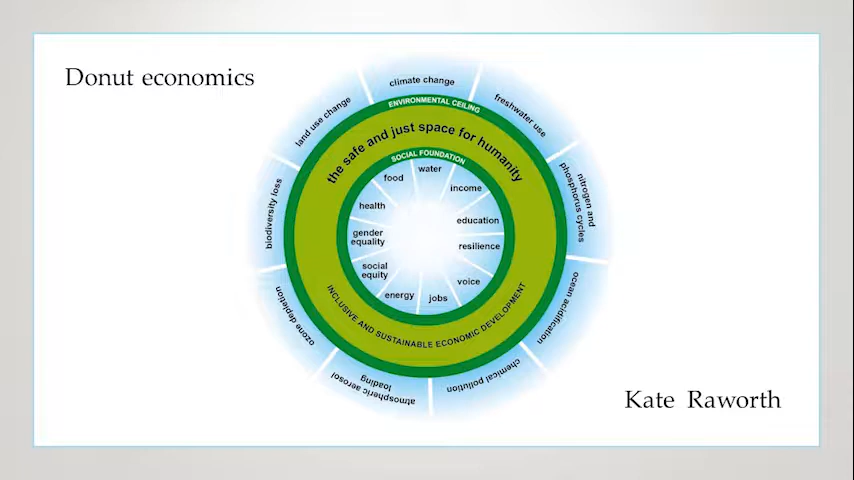 Donut economics
climate change
freshwater use
nitrogen and
phosphorus cycles
ocean acidification
chemical pollution
atmospheric aerosol
loading
ozone depletion
biodiversity loss
land use change
ENVIRONMENTAL CEILING
the safe and just space for humanity
SOCIAL FOUNDATION
water
income
education
resilience
voice
jobs
energy
social
equity
gender
equality
health
food
INCLUSIVE AND SUSTAINABLE ECONOMIC DEVELOPMENT
Kate Raworth